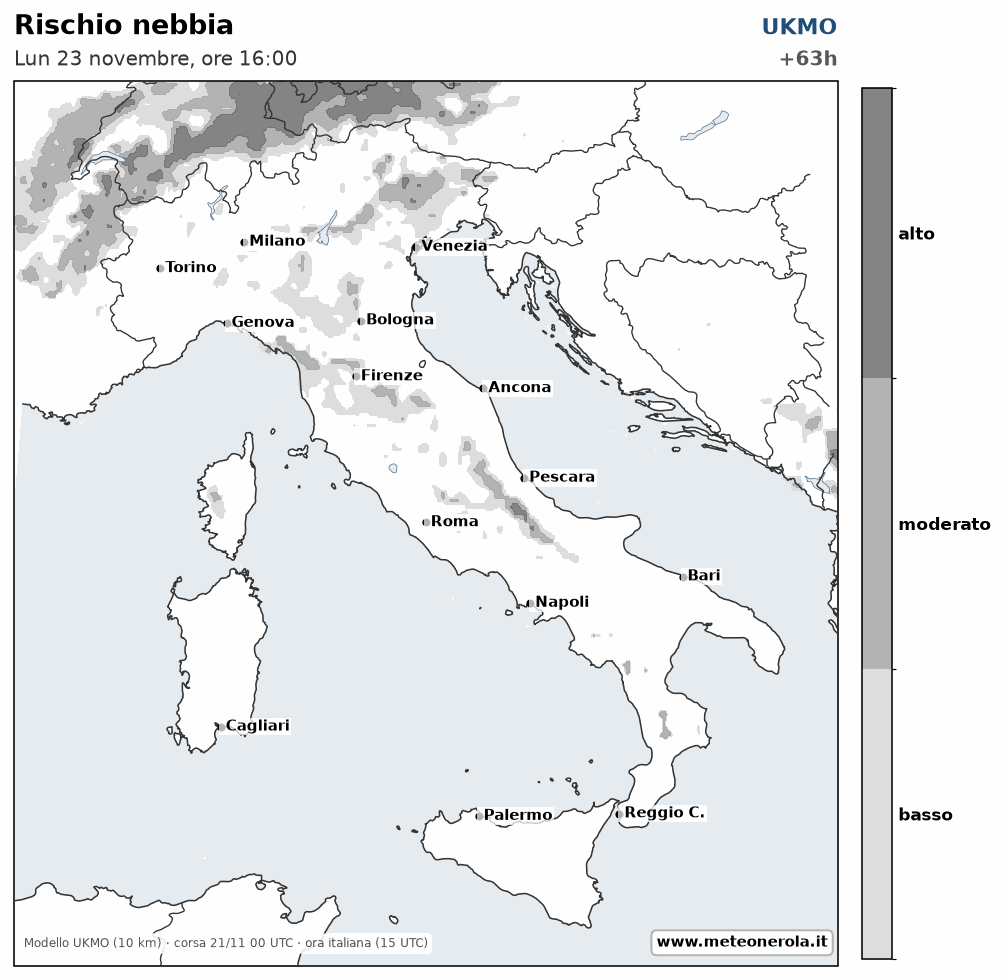 Rischio nebbia
UKMO
Lun 23 novembre, ore 16:00
+63h
alto
Milano
Venezia
Torino
Genova
Bologna
Firenze
Ancona
Pescara
Roma
moderato
Bari
Napoli
Cagliari
Palermo
Reggio C.
basso
Modello UKMO (10 km) · corsa 21/11 00 UTC · ora italiana (15 UTC)
www.meteonerola.it